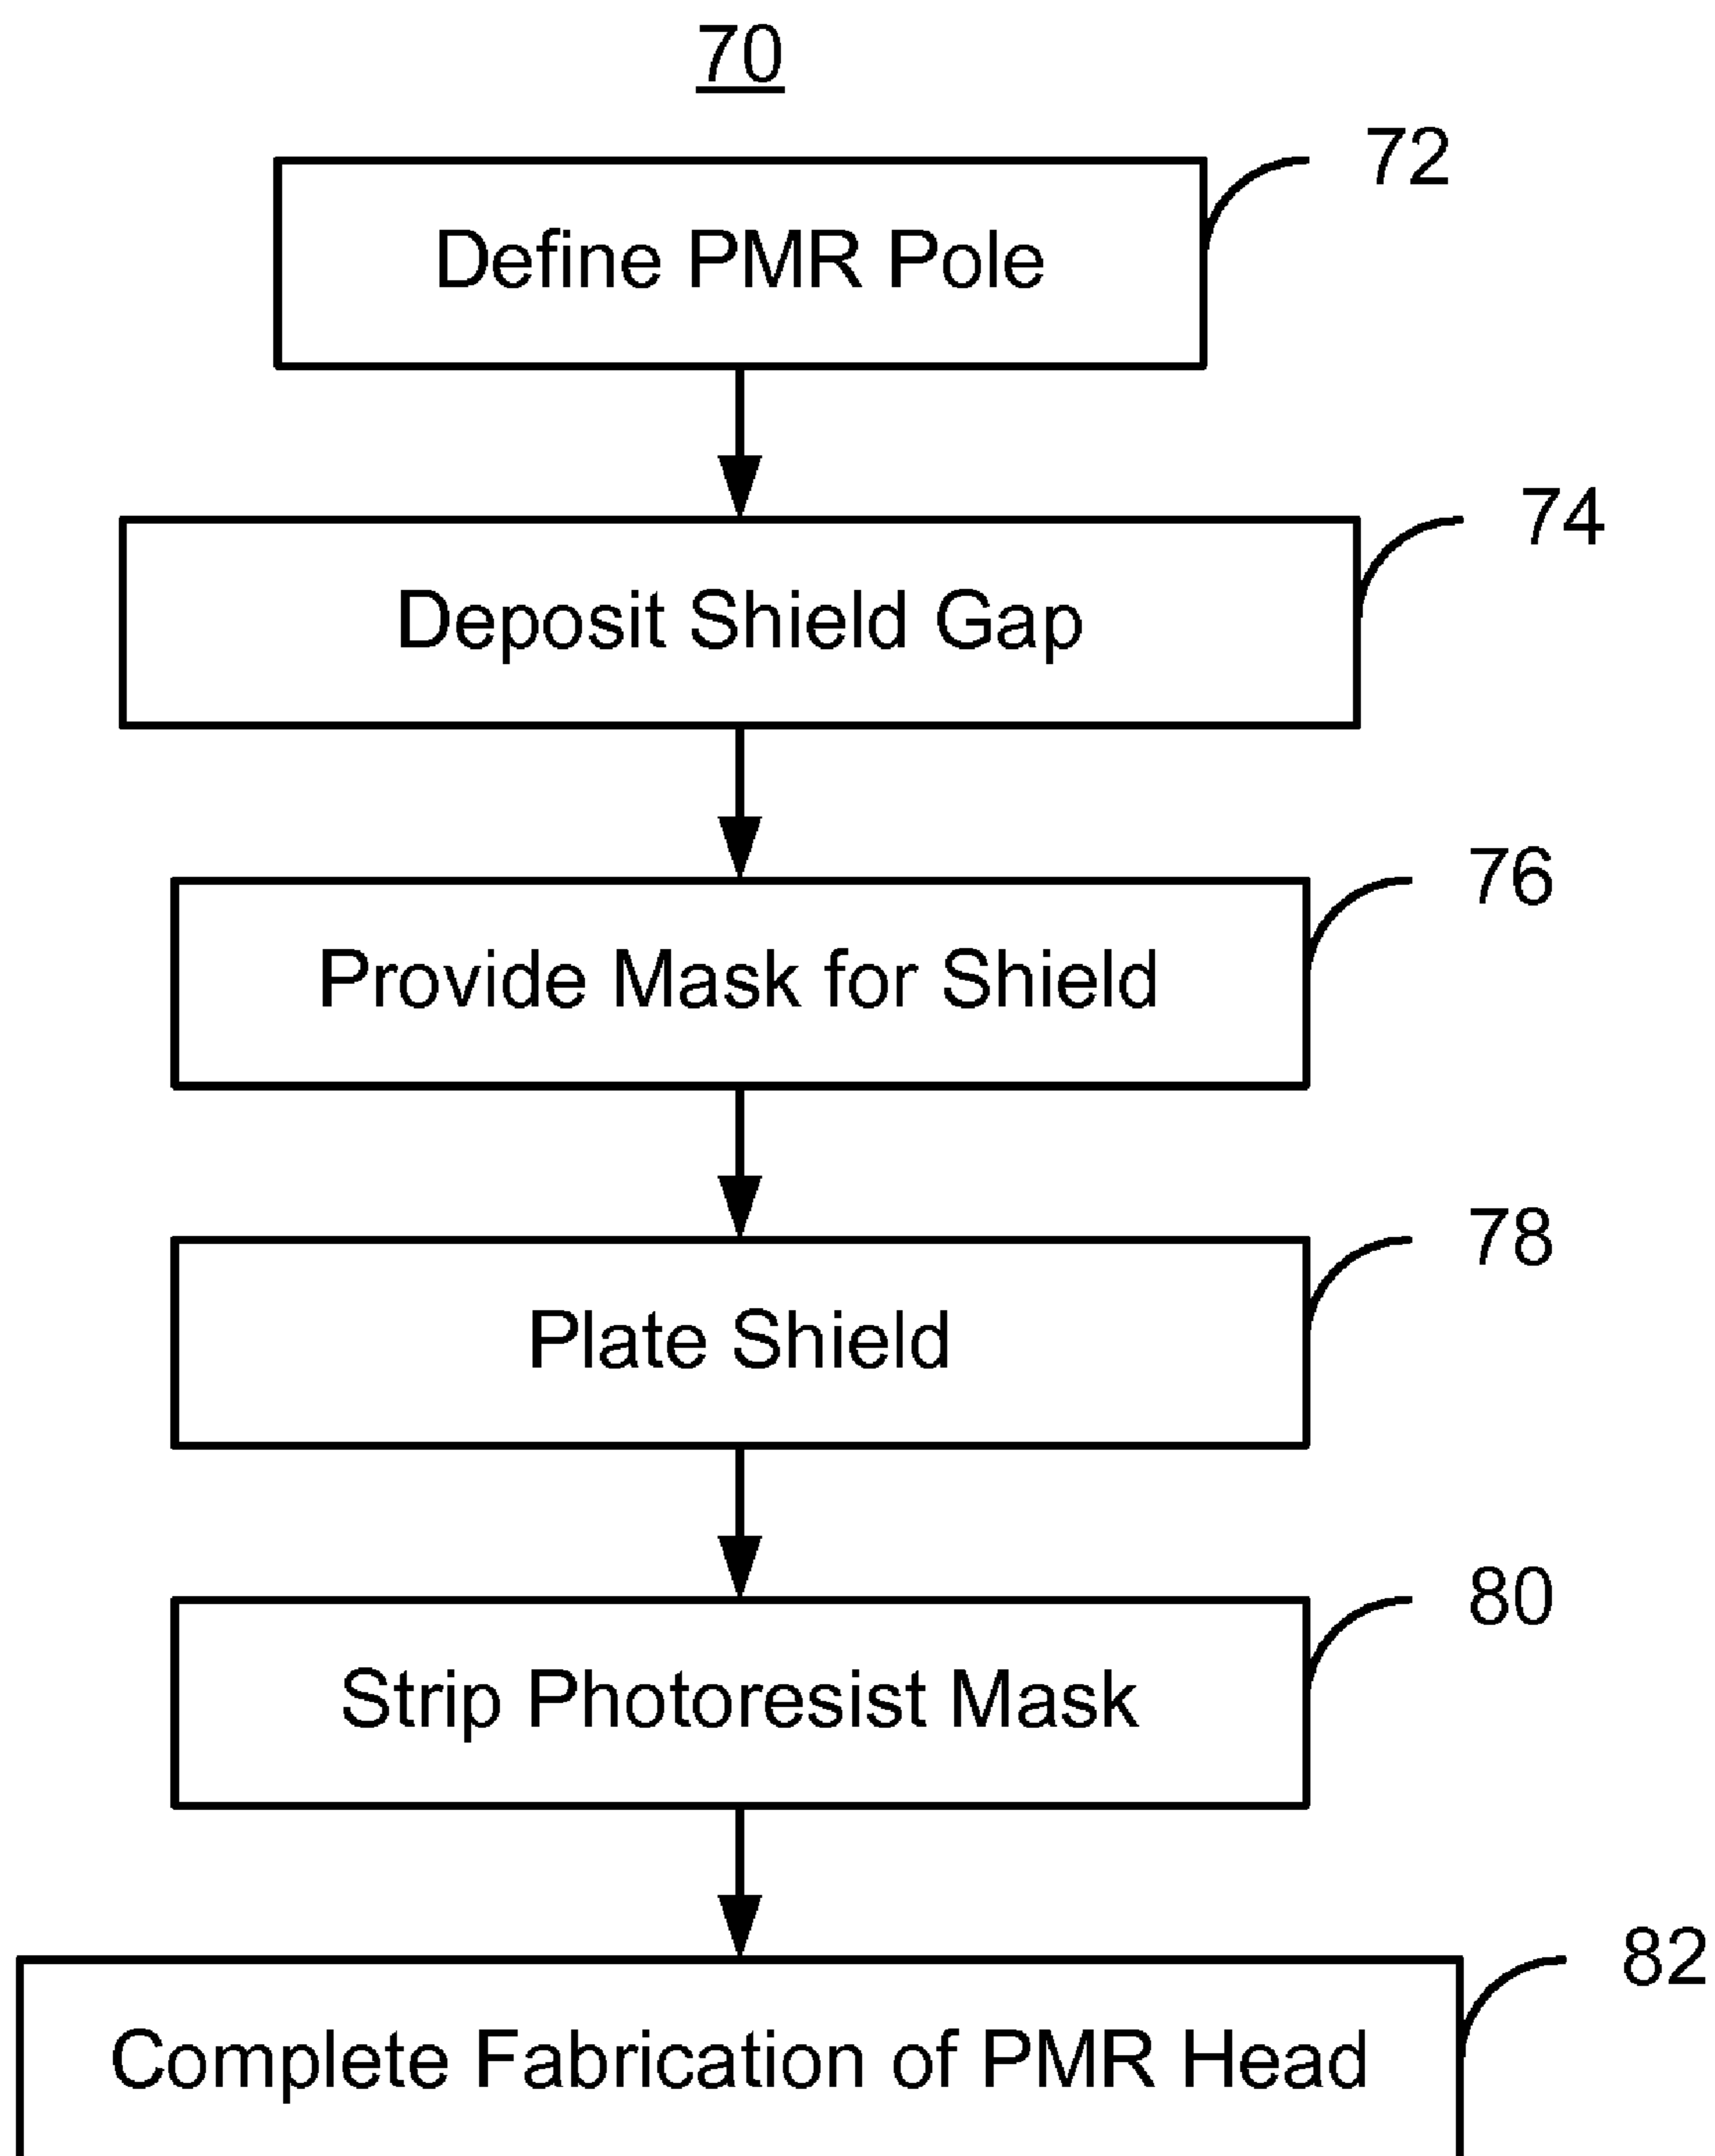 70
72
Define PMR Pole
74
Deposit Shield Gap
76
Provide Mask for Shield
78
Plate Shield
80
Strip Photoresist Mask
82
Complete Fabrication of PMR Head